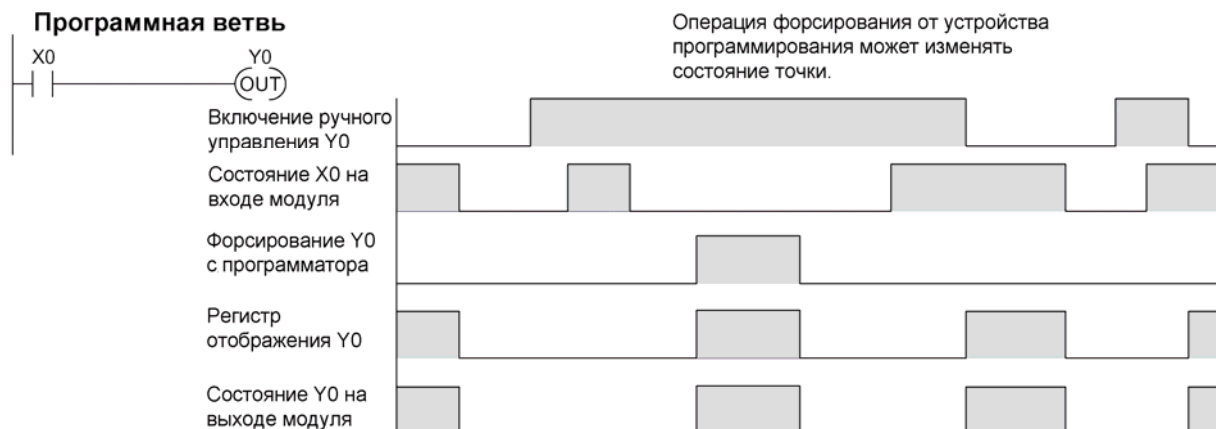 Программная ветвь
X0
Y0
OUT
Операция форсирования от устройства
программирования может изменять
состояние точки.
Включение ручного
управления Y0
Состояние X0 на
входе модуля
Форсирование Y0
с программатора
Регистр
отображения Y0
Состояние Y0 на
выходе модуля